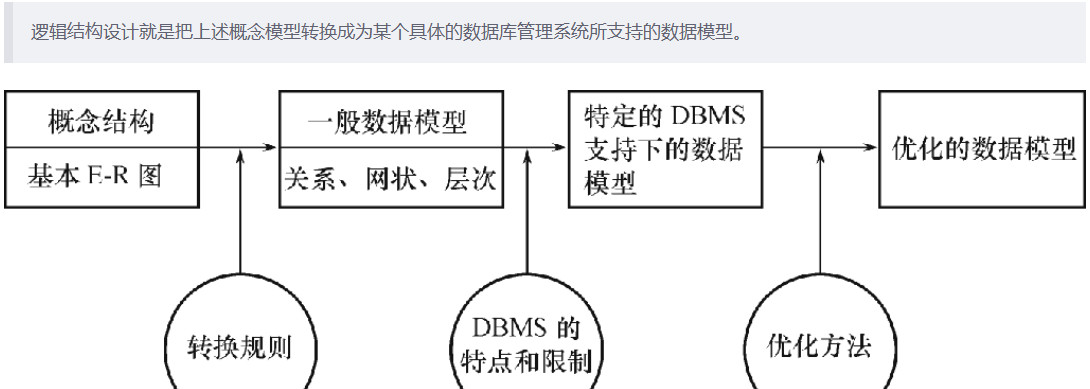 逻辑结构设计就是把上述概念模型转换成为某个具体的数据库管理系统所支持的数据模型。
概念结构
基本 E-R 图
一般数据模型
关系、网状、层次
特定的 DBMS
支持下的数据
模型
优化的数据模型
转换规则
DBMS 的
特点和限制
优化方法